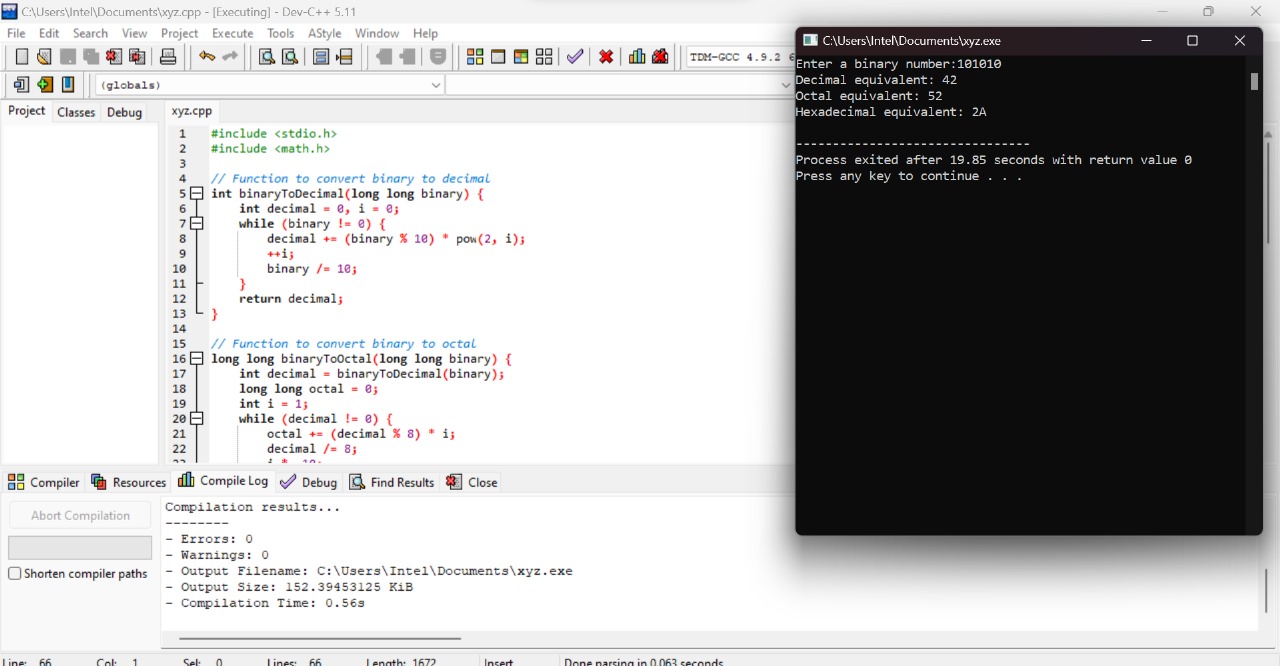 C:\Users\Intel\Documents\xyz.cpp - [Executing] - Dev-C++ 5.11
File Edit Search View Project Execute Tools AStyle Window Help
TDM-GCC 4.9.2 6
(globals)
Project Classes Debug
xyz.cpp
1 #include <stdio.h>
2 #include <math.h>
3
4 // Function to convert binary to decimal
5 int binaryToDecimal(long long binary) {
6 int decimal = 0, i = 0;
7 while (binary != 0) {
8 decimal += (binary % 10) * pow(2, i);
9 ++i;
10 binary /= 10;
11 }
12 return decimal;
13 }
14
15 // Function to convert binary to octal
16 long long binaryToOctal(long long binary) {
17 int decimal = binaryToDecimal(binary);
18 long long octal = 0;
19 int i = 1;
20 while (decimal != 0) {
21 octal += (decimal % 8) * i;
22 decimal /= 8;
C:\Users\Intel\Documents\xyz.exe
Enter a binary number:101010
Decimal equivalent: 42
Octal equivalent: 52
Hexadecimal equivalent: 2A
--------------------------------
Process exited after 19.85 seconds with return value 0
Press any key to continue . . .
Compiler Resources Compile Log Debug Find Results Close
Abort Compilation
Shorten compiler paths
Compilation results...
--------
- Errors: 0
- Warnings: 0
- Output Filename: C:\Users\Intel\Documents\xyz.exe
- Output Size: 152.39453125 KiB
- Compilation Time: 0.56s
Line: 66 Col: 1 Sel: 0 Lines: 66 Length: 1672 Insert Done parsing in 0.063 seconds